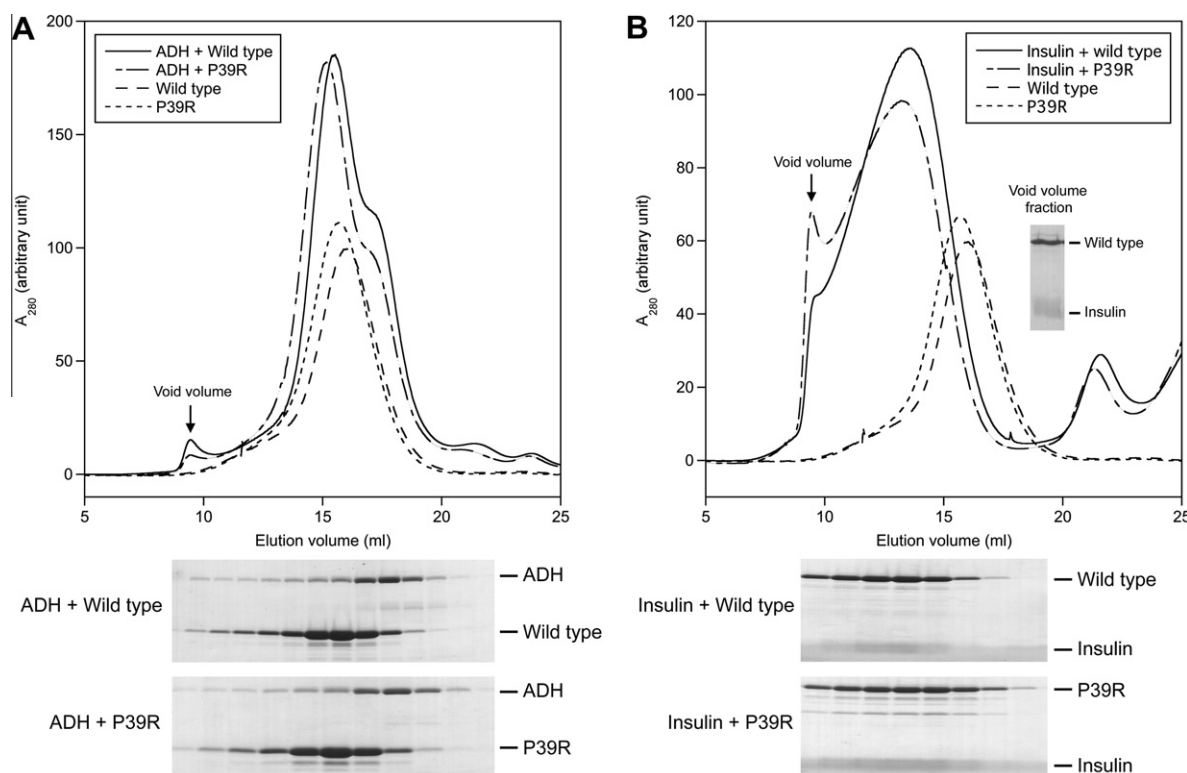 A
200
150
100
50
0
ADH + Wild type
ADH + P39R
Wild type
P39R
Void volume
A280 (arbitrary unit)
5
10
15
20
25
Elution volume (ml)
ADH + Wild type
ADH
Wild type
ADH + P39R
ADH
P39R
B
120
100
80
60
40
20
0
Insulin + wild type
Insulin + P39R
Wild type
P39R
Void volume
Void volume
fraction
Wild type
Insulin
A280 (arbitrary unit)
5
10
15
20
25
Elution volume (ml)
Insulin + Wild type
Wild type
Insulin
Insulin + P39R
P39R
Insulin